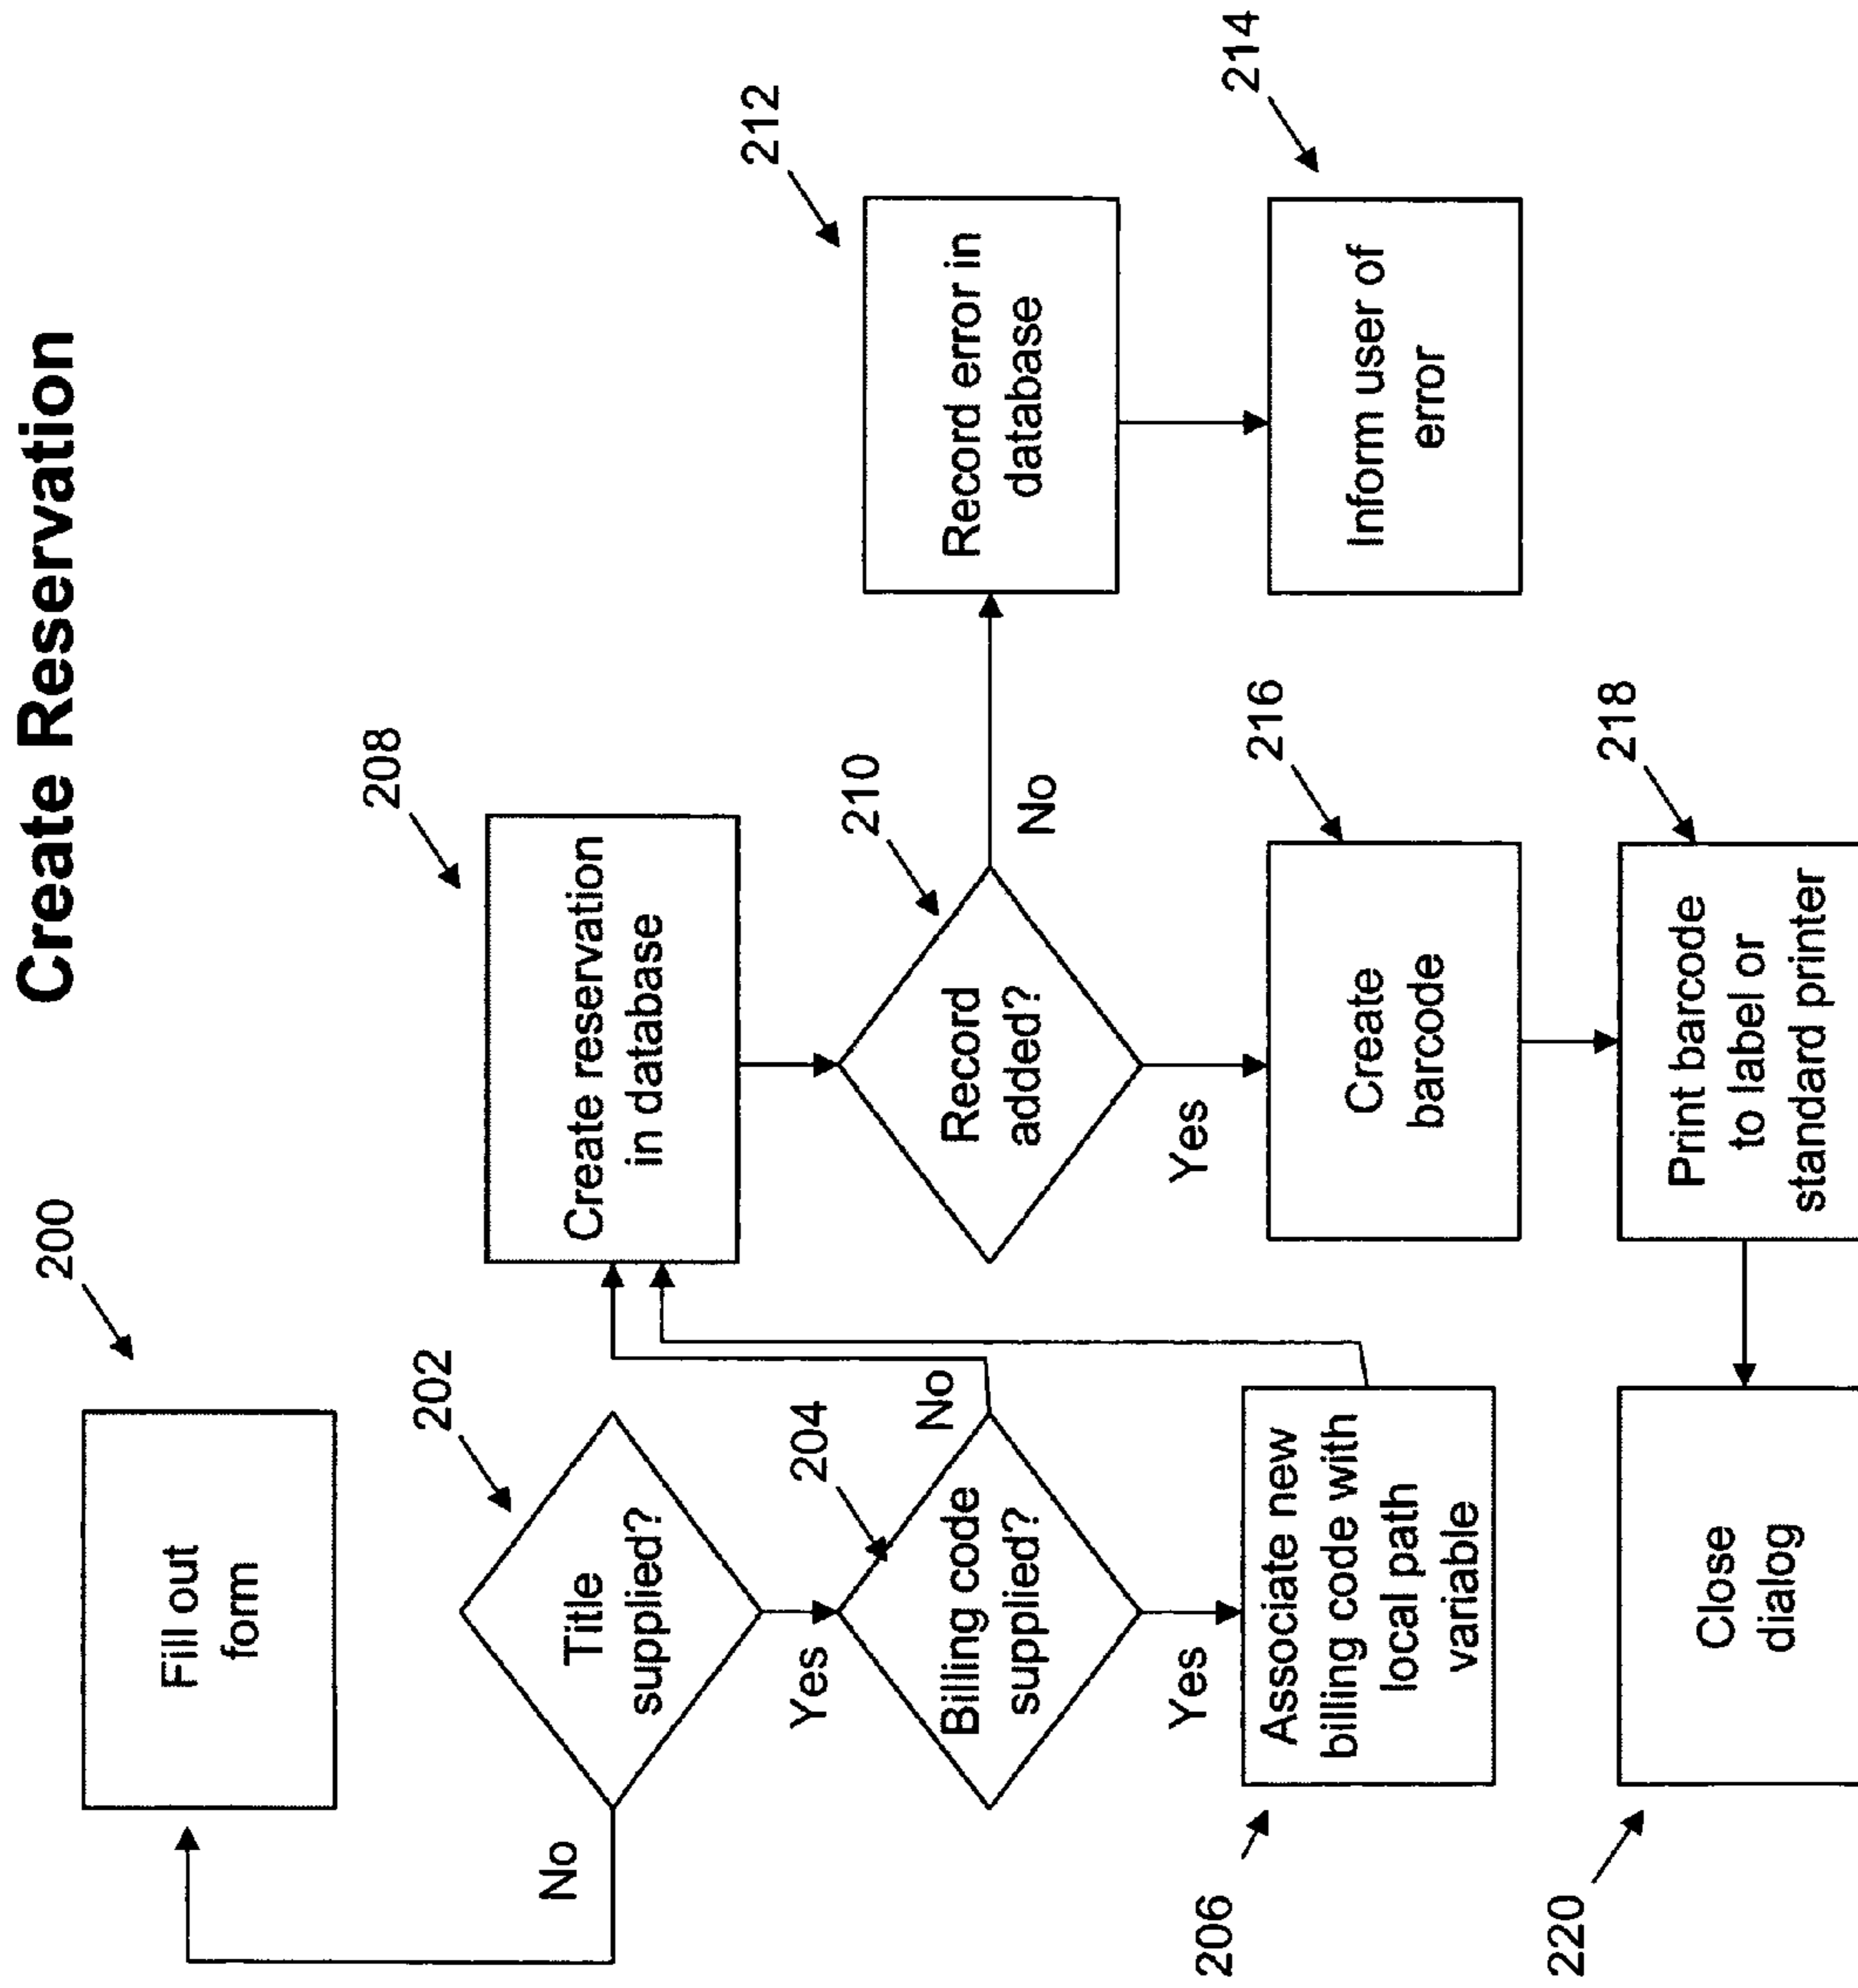 Create Reservation
200
Fill out
form
202
Title
supplied?
No
Yes
204
Billing code
supplied?
No
Yes
206
Associate new
billing code with
local path
variable
208
Create reservation
in database
210
Record
added?
No
Yes
212
Record error in
database
214
Inform user of
error
216
Create
barcode
218
Print barcode
to label or
standard printer
220
Close
dialog